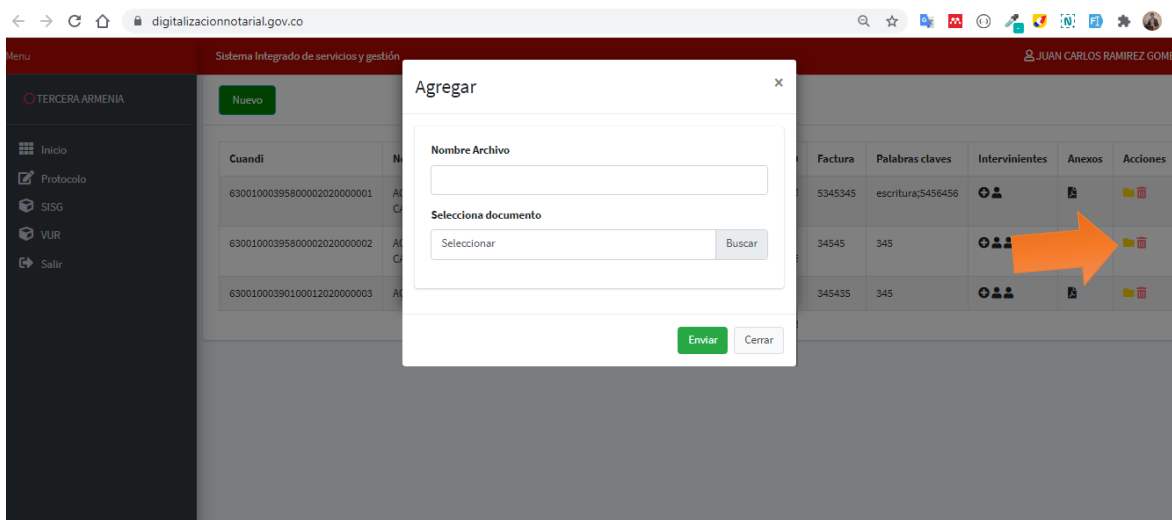 digitalizacionnotarial.gov.co
Menu
Sistema Integrado de servicios y gestión
JUAN CARLOS RAMIREZ GOME
TERCERA ARMENIA
Inicio
Protocolo
SISG
VUR
Salir
Nuevo
Agregar
×
Nombre Archivo
Selecciona documento
Seleccionar
Buscar
Enviar
Cerrar
Cuandi
Factura
Palabras claves
Intervinientes
Anexos
Acciones
63001000395800002020000001
5345345
escritura;5456456
63001000395800002020000002
34545
345
63001000390100012020000003
345435
345